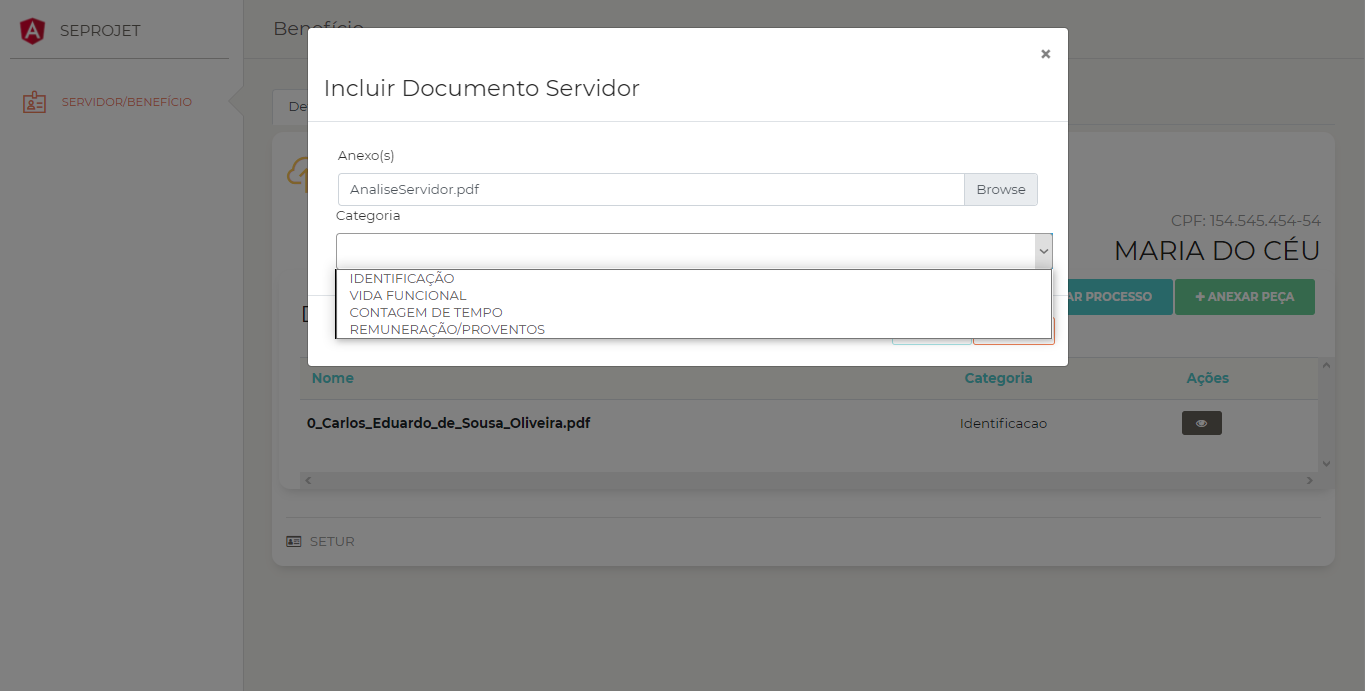 SEPROJET
SERVIDOR/BENEFÍCIO
Benefício
De
×
Incluir Documento Servidor
Anexo(s)
AnaliseServidor.pdf
Browse
Categoria
IDENTIFICAÇÃO
VIDA FUNCIONAL
CONTAGEM DE TEMPO
REMUNERAÇÃO/PROVENTOS
CPF: 154.545.454-54
MARIA DO CÉU
AR PROCESSO
+ ANEXAR PEÇA
Nome Categoria Ações
0_Carlos_Eduardo_de_Sousa_Oliveira.pdf Identificacao
SETUR